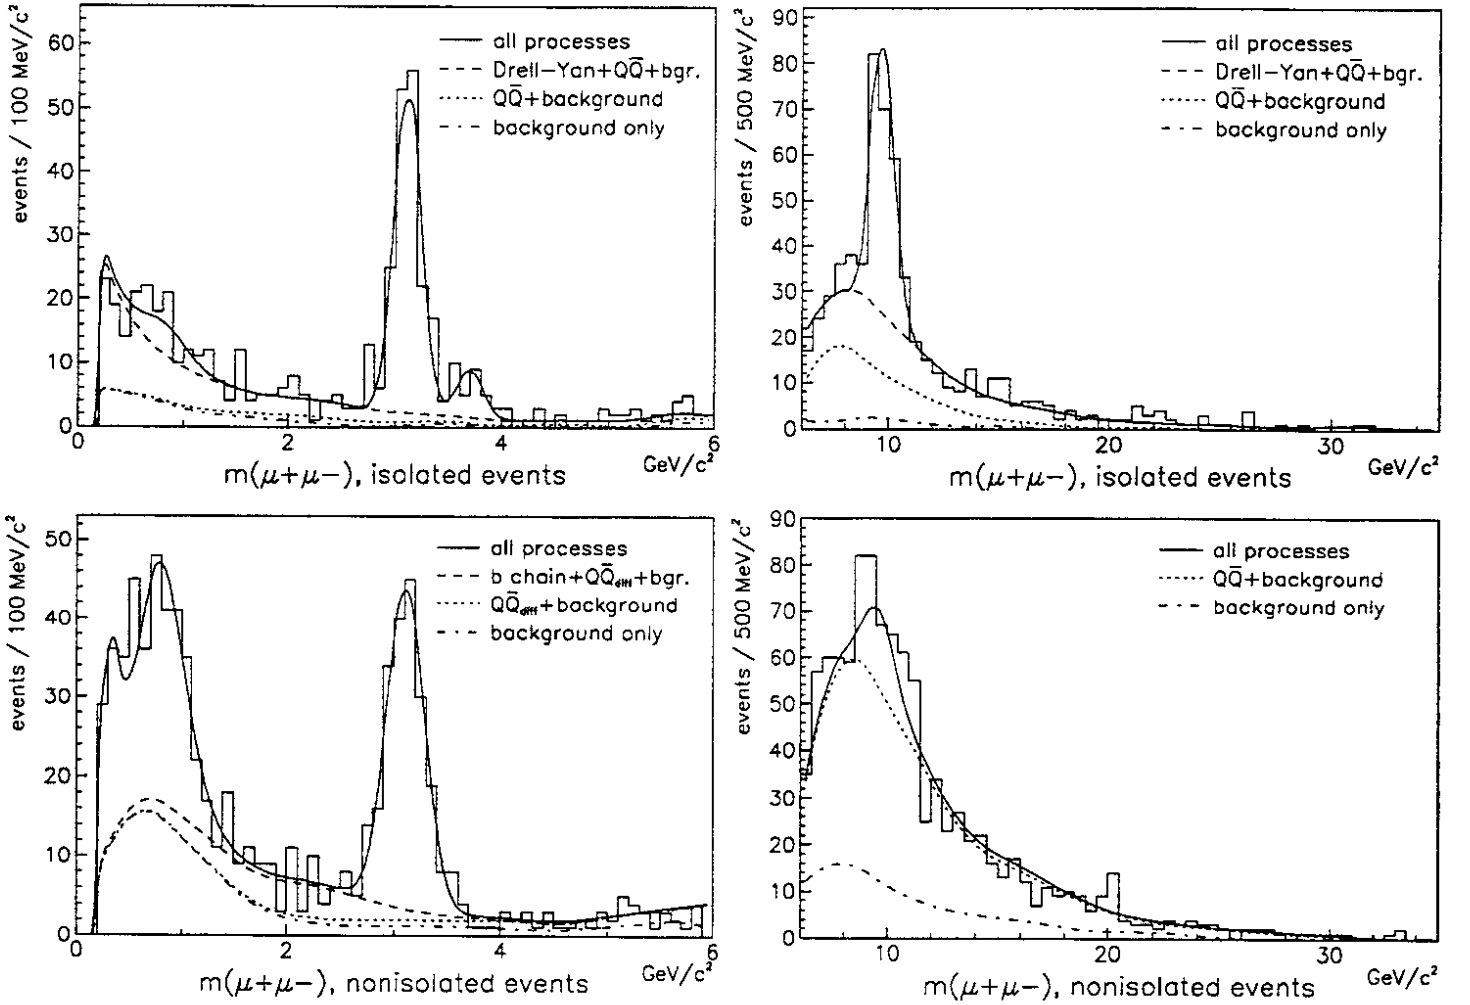 events / 100 MeV/c²
60
50
40
30
20
10
0
all processes
Drell-Yan+QQ̄+bgr.
QQ̄+background
background only
0
2
4
6
GeV/c²
m(μ+μ-), isolated events
events / 500 MeV/c²
90
80
70
60
50
40
30
20
10
0
all processes
Drell-Yan+QQ̄+bgr.
QQ̄+background
background only
10
20
30
GeV/c²
m(μ+μ-), isolated events
events /100 MeV/c²
50
40
30
20
10
0
all processes
b chain+QQ̄diff+bgr.
QQ̄diff+background
background only
0
2
4
6
GeV/c²
m(μ+μ-), nonisolated events
events / 500 MeV/c²
90
80
70
60
50
40
30
20
10
0
all processes
QQ̄+background
background only
10
20
30
GeV/c²
m(μ+μ-), nonisolated events